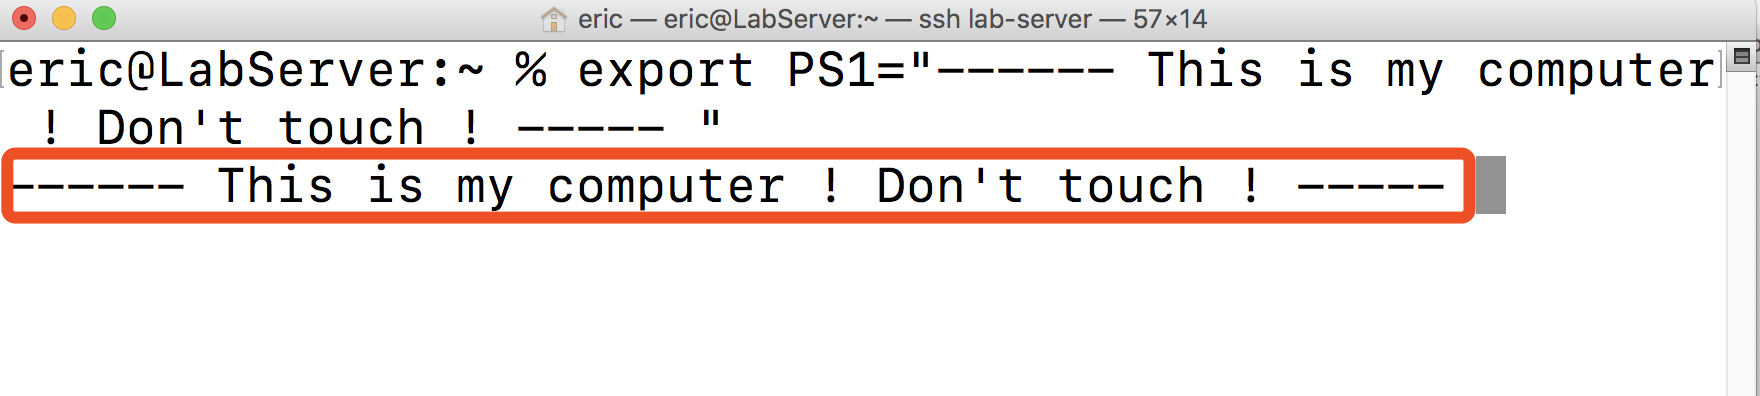 eric — eric@LabServer:~ — ssh lab-server — 57×14
eric@LabServer:~ % export PS1="------ This is my computer
! Don't touch ! ----- "
------ This is my computer ! Don't touch ! -----